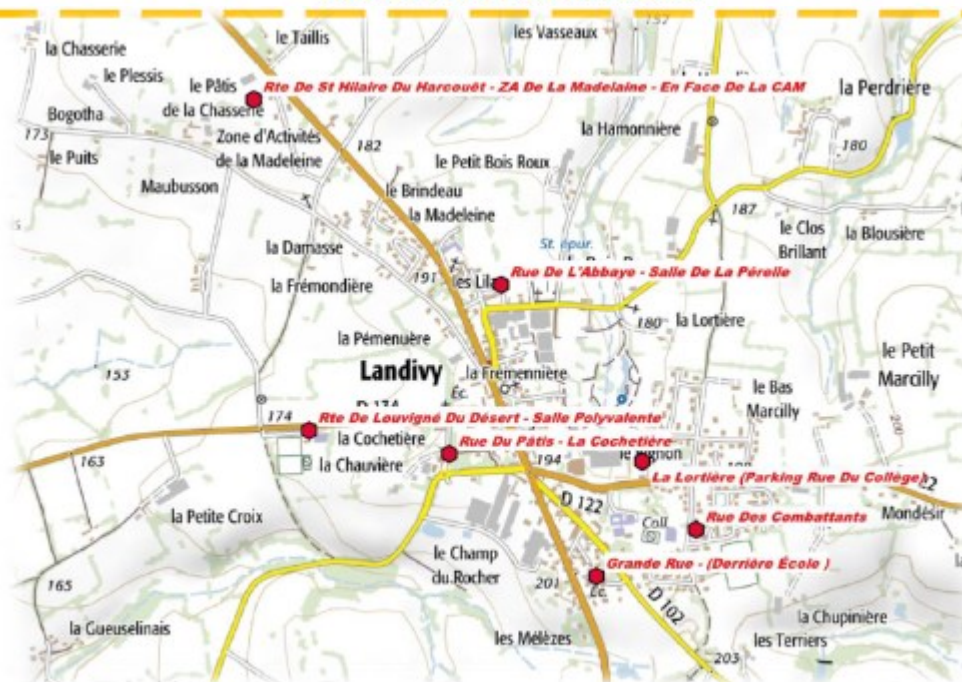 la Chasserie
le Taillis
les Vasseaux
le Plessis
le Pâtis
de la Chasserie
Rte De St Hilaire Du Harcouët - ZA De La Madelaine - En Face De La CAM
la Perdrière
Bogotha
173
Zone d'Activités
de la Madeleine
182
la Hamonnière
180
le Puits
le Petit Bois Roux
Maubusson
le Brindeau
la Madeleine
187
le Clos
Brillant
la Blousière
la Damasse
St. épur.
191
les Lilas
Rue De L'Abbaye - Salle De La Pérelle
la Frémondière
180
la Lortière
la Pémenuère
153
Landivy
la Frémennière
le Petit
Marcilly
Éc.
D 174
le Bas
Marcilly
174
Rte De Louvigné Du Désert - Salle Polyvalente
200
la Cochetière
Rue Du Pâtis - La Cochetière
163
la Chauvière
194
La Lortière (Parking Rue Du Collège)
D 122
la Petite Croix
Coll.
Rue Des Combattants
Mondésir
le Champ
du Rocher
201
Grande Rue - (Derrière École )
Éc.
165
D 102
la Chupinière
la Gueuselinais
les Mélèzes
les Terriers
203